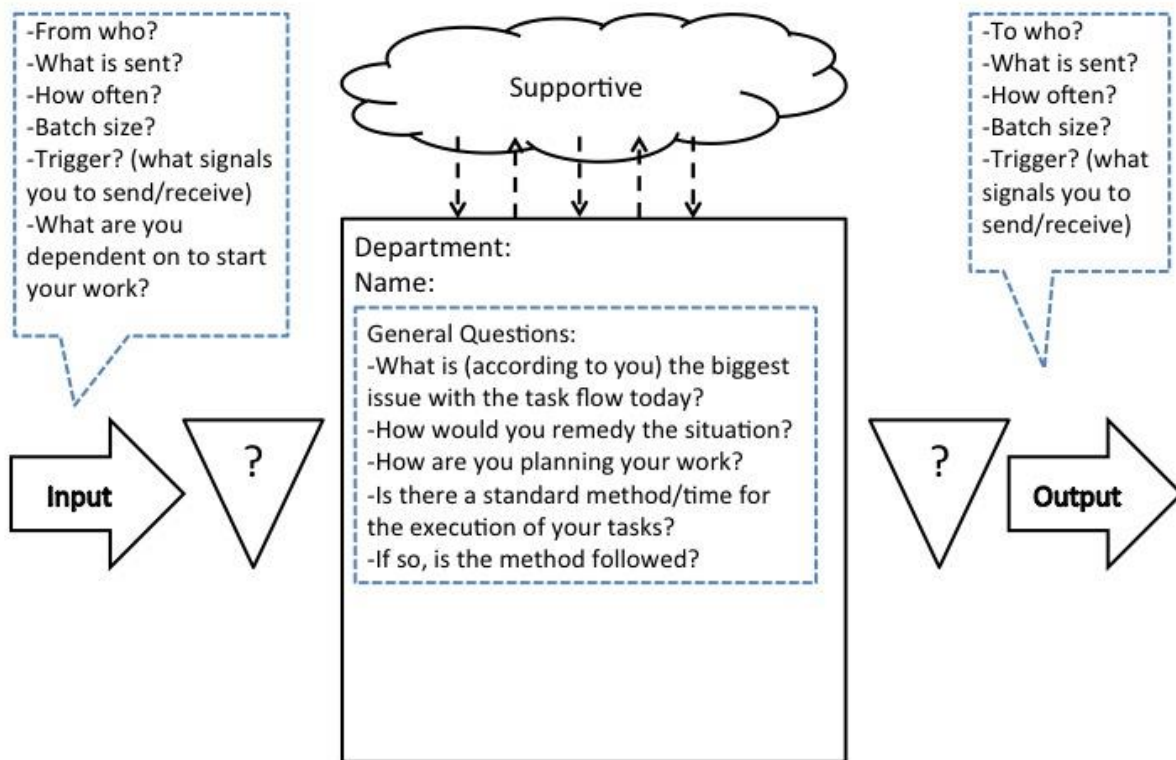 -From who?
-What is sent?
-How often?
-Batch size?
-Trigger? (what signals
you to send/receive)
-What are you
dependent on to start
your work?
Supportive
-To who?
-What is sent?
-How often?
-Batch size?
-Trigger? (what
signals you to
send/receive)
Department:
Name:
General Questions:
-What is (according to you) the biggest
issue with the task flow today?
-How would you remedy the situation?
-How are you planning your work?
-Is there a standard method/time for
the execution of your tasks?
-If so, is the method followed?
Input
?
?
Output